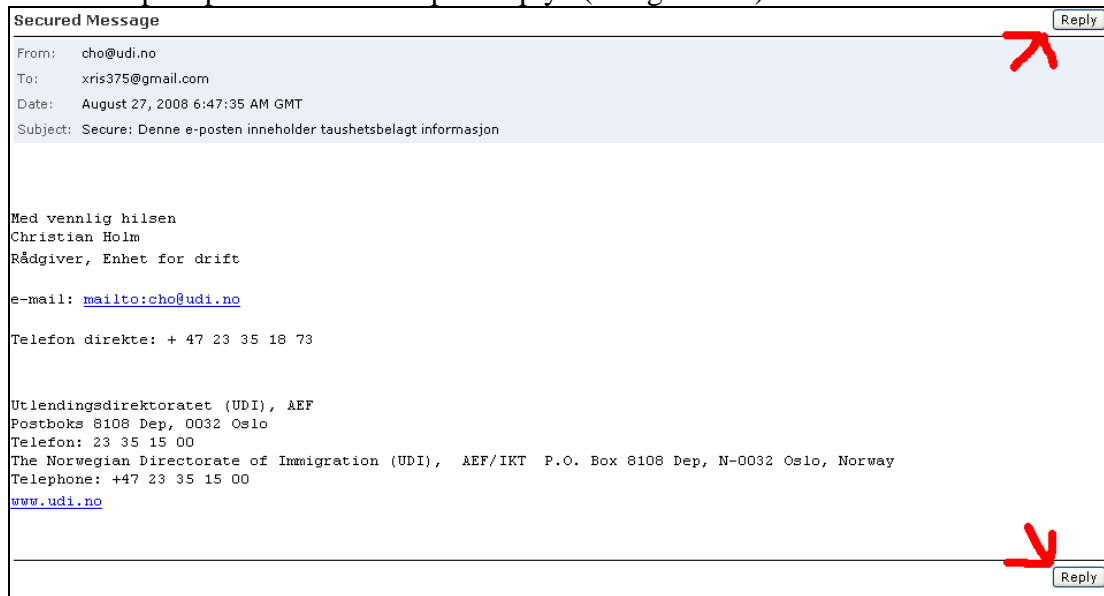 Secured Message Reply
From: cho@udi.no
To: xris375@gmail.com
Date: August 27, 2008 6:47:35 AM GMT
Subject: Secure: Denne e-posten inneholder taushetsbelagt informasjon
Med vennlig hilsen
Christian Holm
Rådgiver, Enhet for drift
e-mail: mailto:cho@udi.no
Telefon direkte: + 47 23 35 18 73
Utlendingsdirektoratet (UDI), AEF
Postboks 8108 Dep, 0032 Oslo
Telefon: 23 35 15 00
The Norwegian Directorate of Immigration (UDI), AEF/IKT P.O. Box 8108 Dep, N-0032 Oslo, Norway
Telephone: +47 23 35 15 00
www.udi.no
Reply